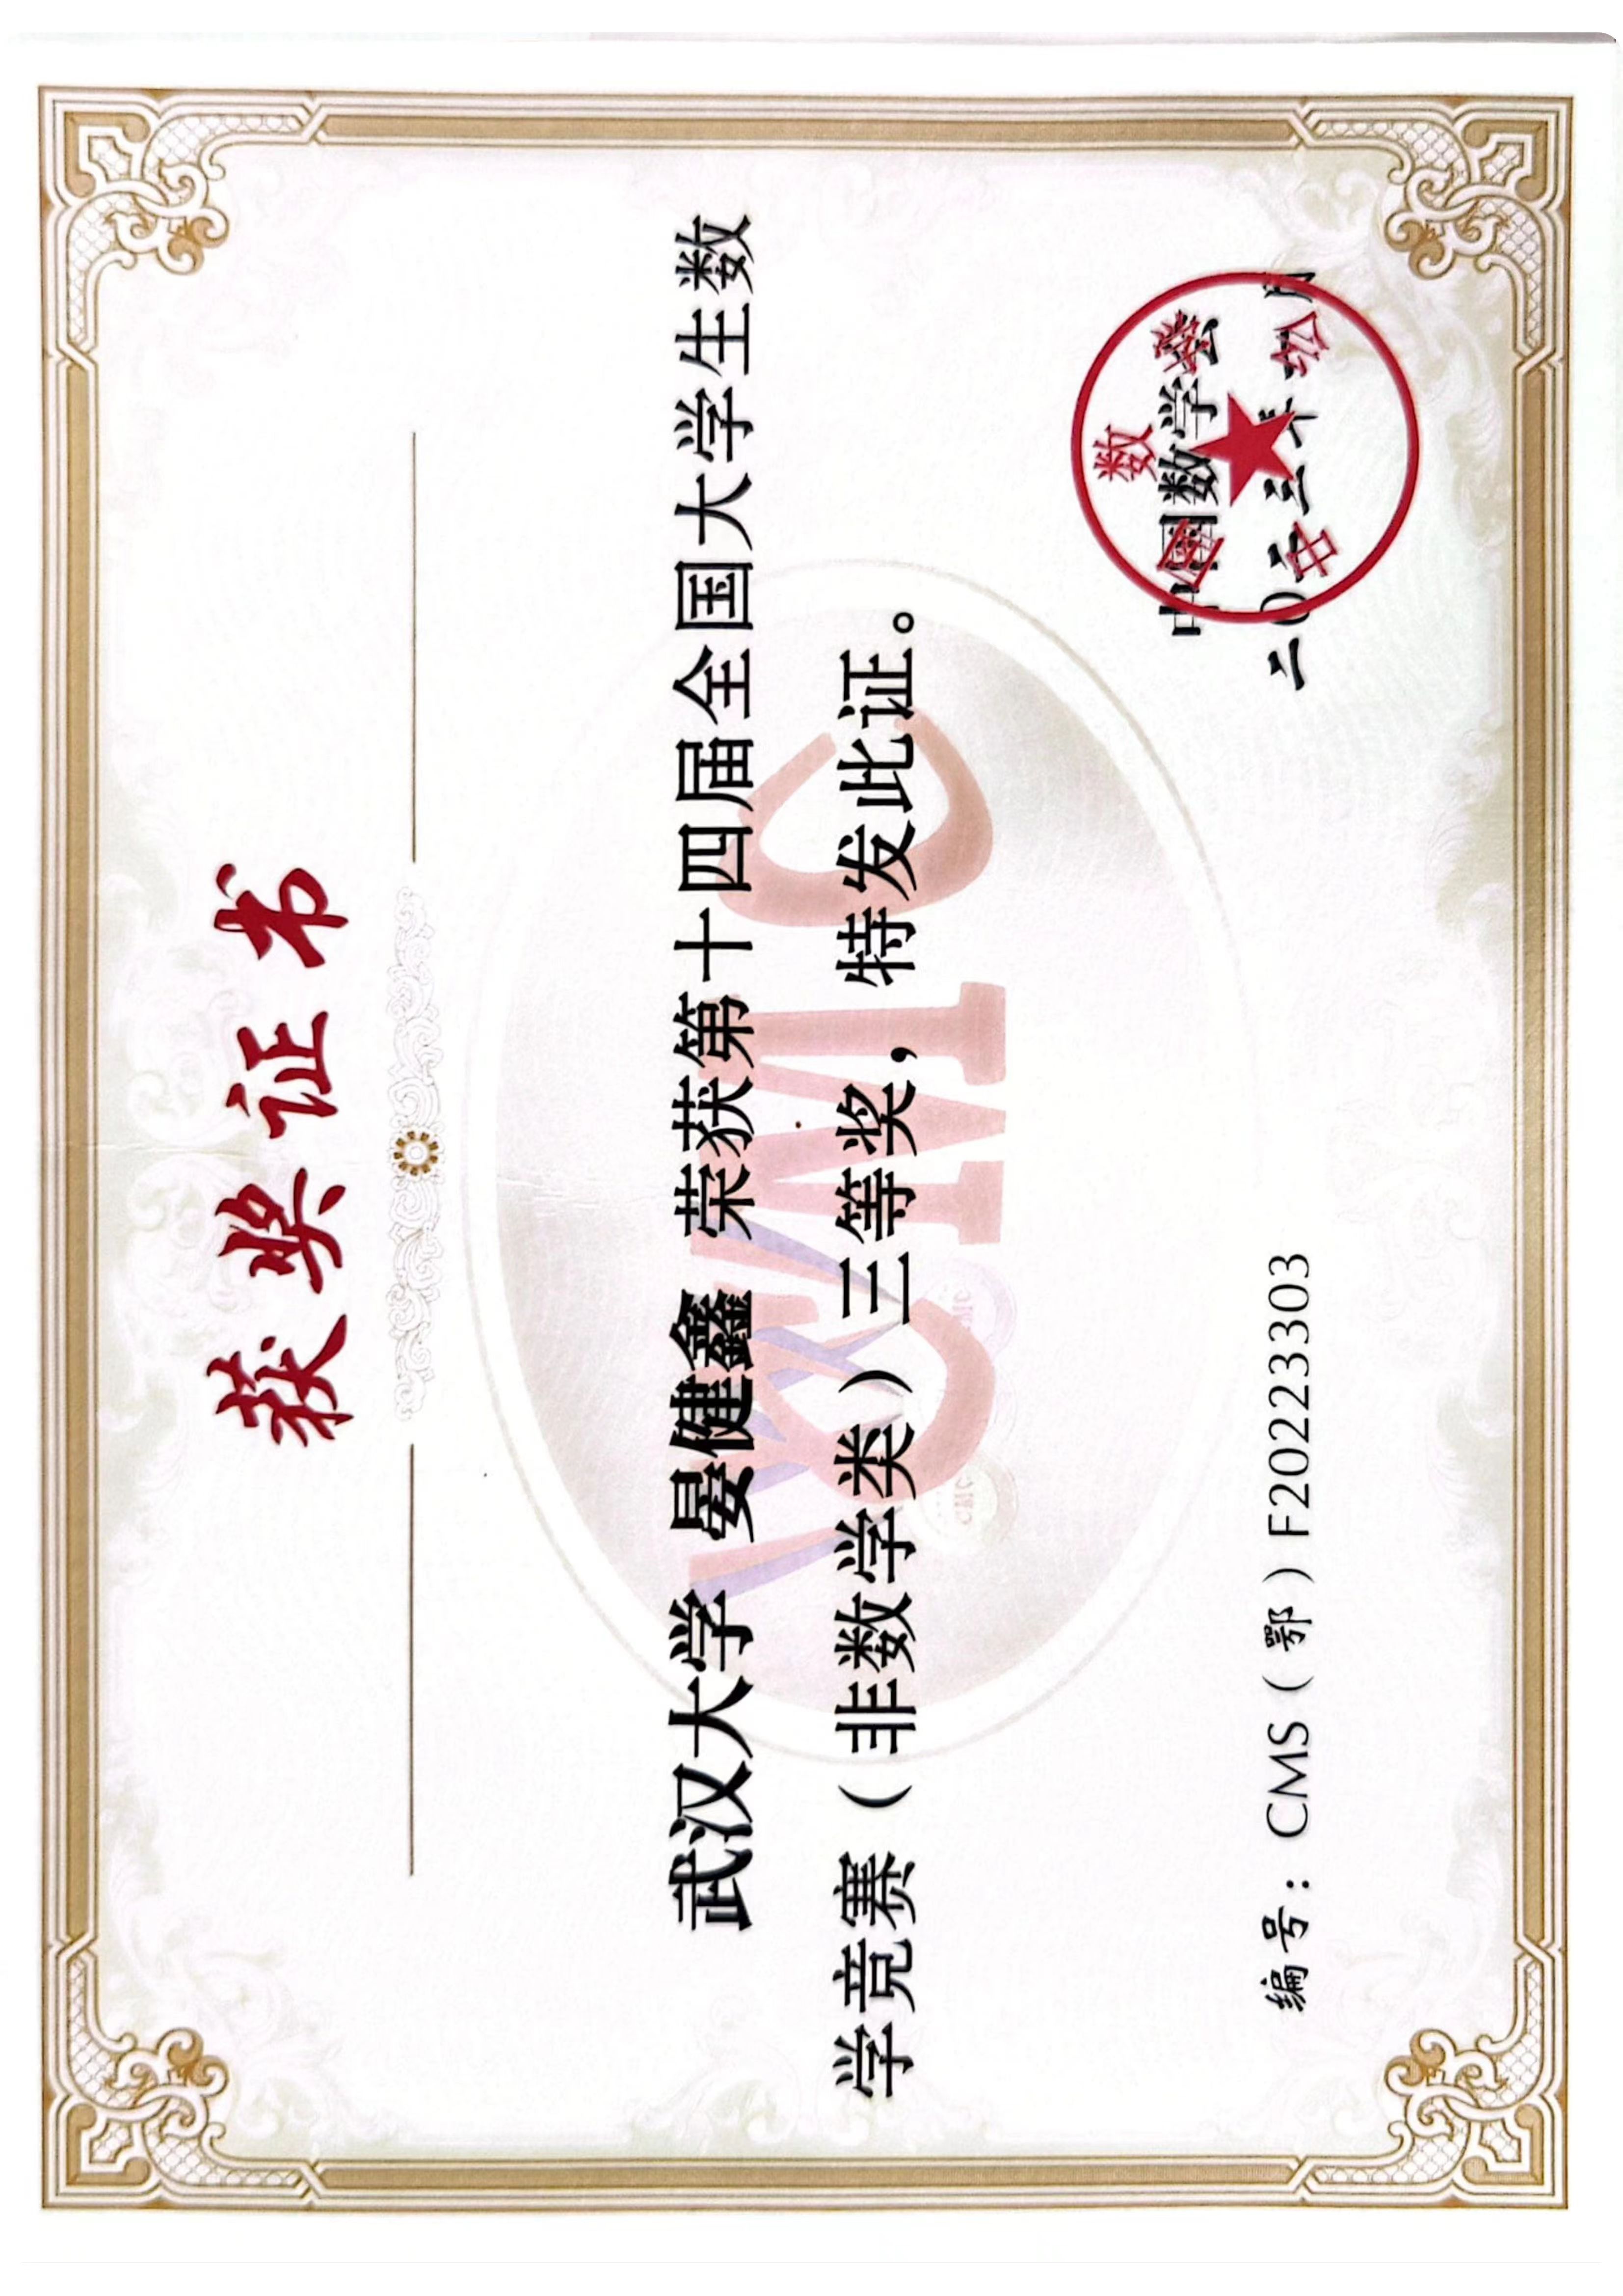 获奖证书
武汉大学 晏健鑫 荣获第十四届全国大学生数
学竞赛（非数学类）三等奖，特发此证。
CMC
CMC
CMC
中国数学会
中国数学会
二〇二三年一月
编号：CMS（鄂）F20223303